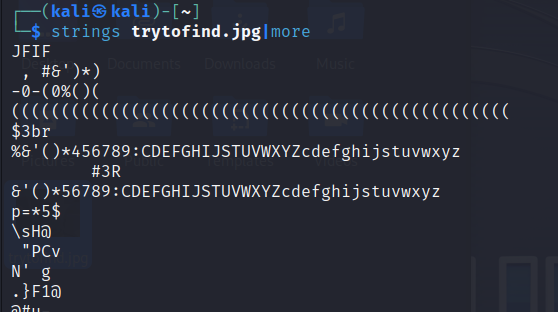 ┌──(kali㉿kali)-[~]
└─$ strings trytofind.jpg|more
JFIF
 , #&')*)
-0-(0%()(
((((((((((((((((((((((((((((((((((((((((((((((((((
$3br
%&'()*456789:CDEFGHIJSTUVWXYZcdefghijstuvwxyz
        #3R
&'()*56789:CDEFGHIJSTUVWXYZcdefghijstuvwxyz
p=*5$
\sH@
 "PCv
N' g
.}F1@